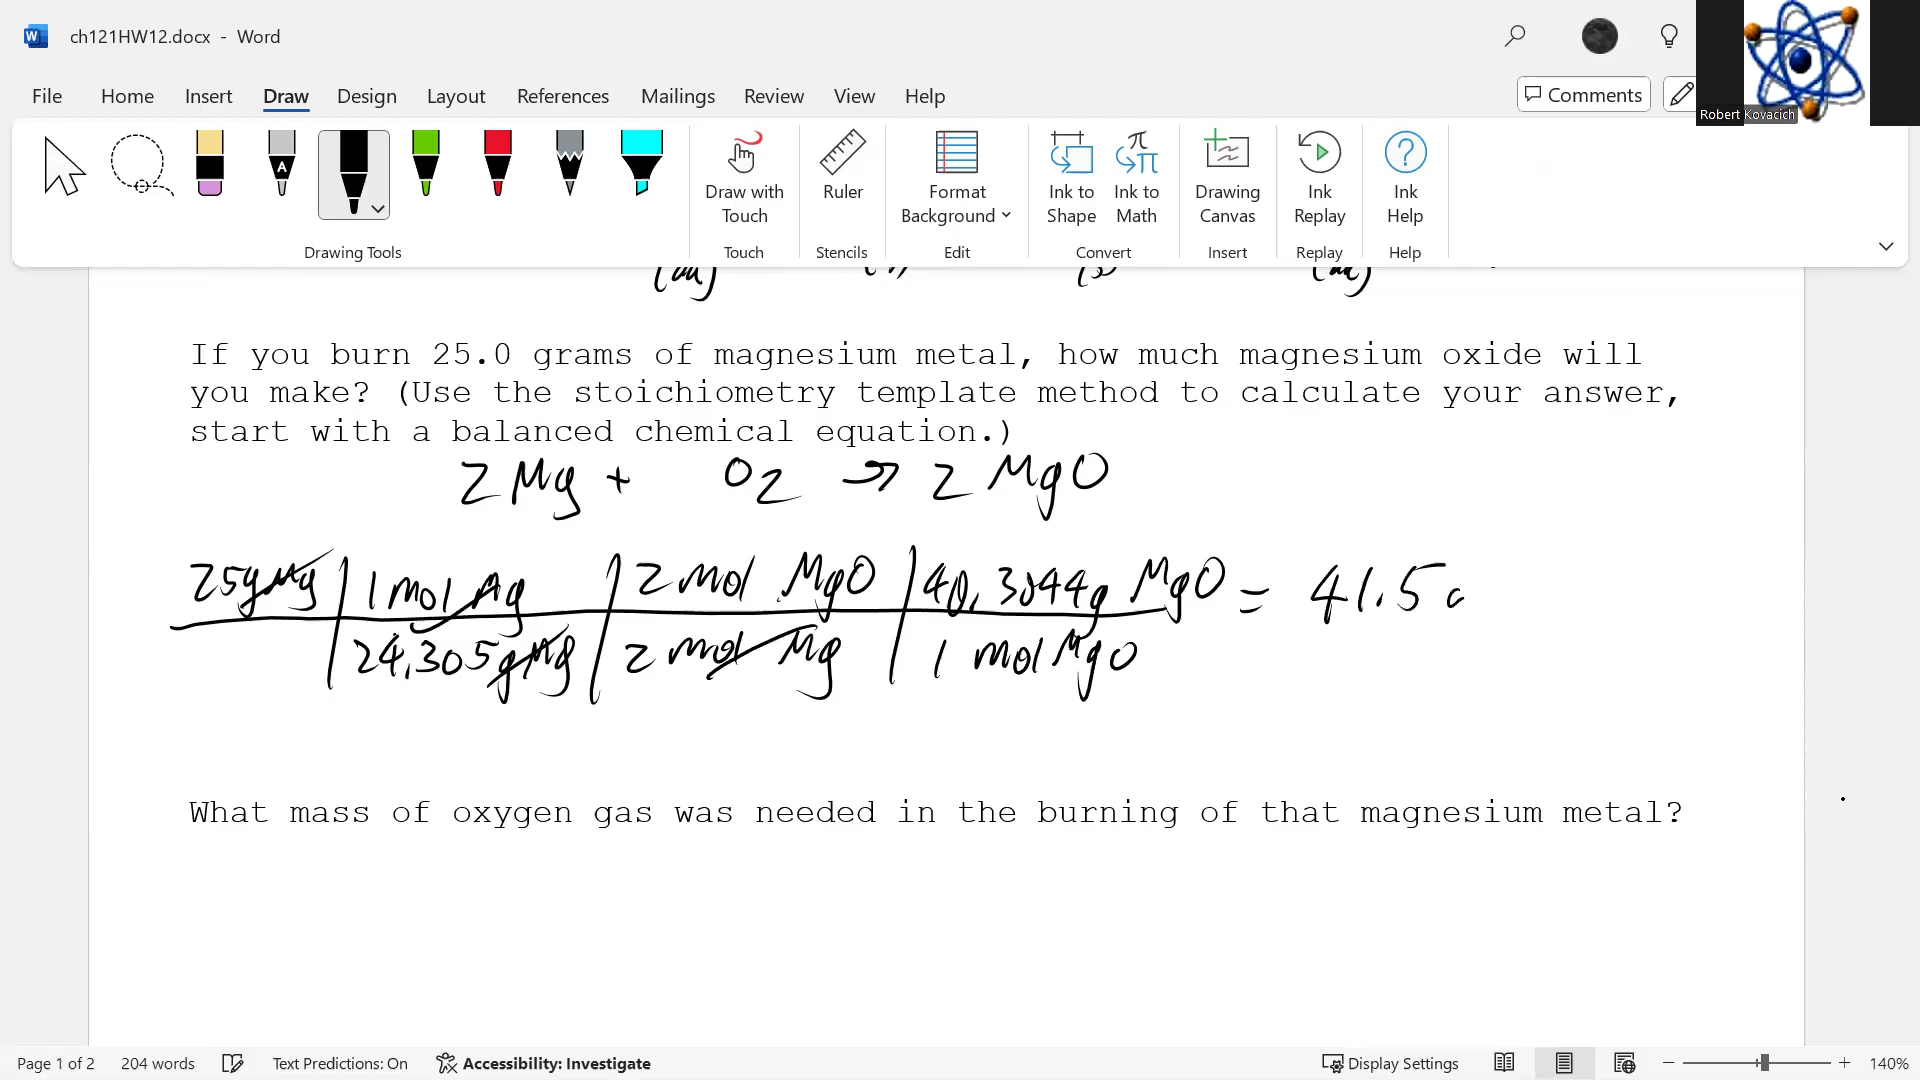 ch121HW12.docx - Word
File Home Insert Draw Design Layout References Mailings Review View Help
Comments
Robert Kovacich
A
Draw with Touch
Ruler
Format Background
Ink to Shape
Ink to Math
Drawing Canvas
Ink Replay
Ink Help
Drawing Tools Touch Stencils Edit Convert Insert Replay Help
If you burn 25.0 grams of magnesium metal, how much magnesium oxide will
you make? (Use the stoichiometry template method to calculate your answer,
start with a balanced chemical equation.)
2 Mg + O2 → 2 MgO
25g Mg | 1 mol Mg | 2 mol MgO | 40.3044g MgO = 41.5
24.305g Mg | 2 mol Mg | 1 mol MgO
What mass of oxygen gas was needed in the burning of that magnesium metal?
Page 1 of 2 204 words Text Predictions: On Accessibility: Investigate Display Settings 140%